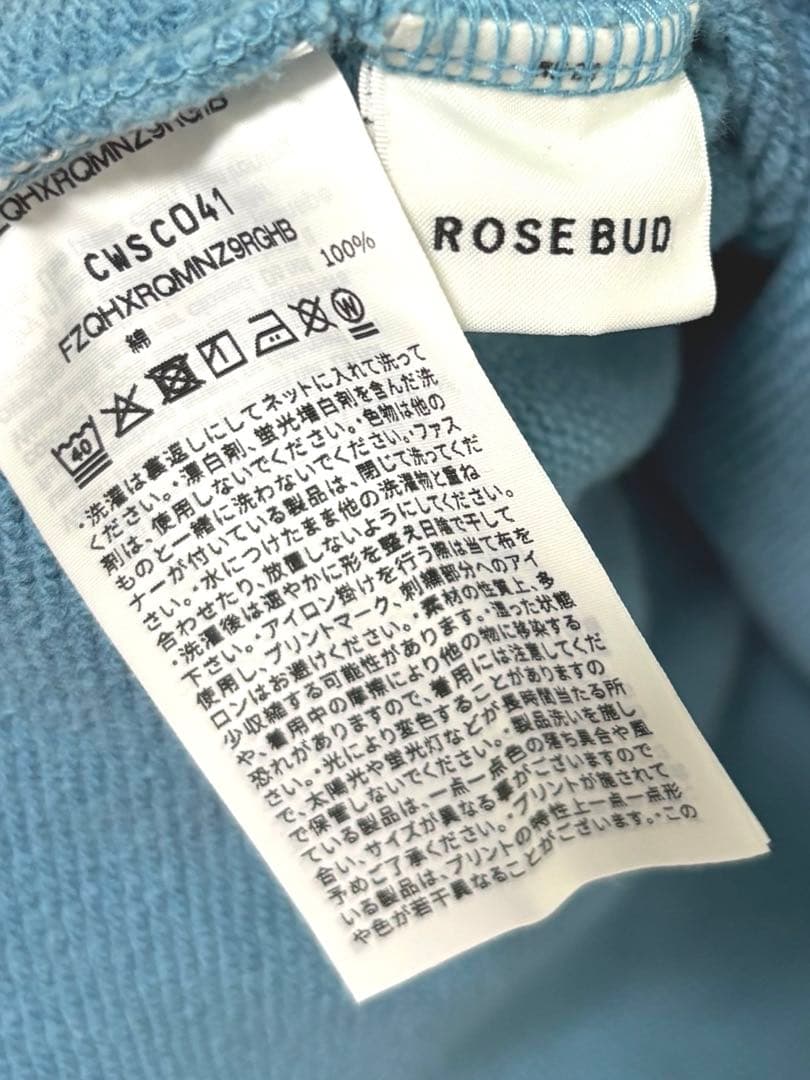 FZQHXRQMNZ9RGHB
CWSC041
FZQHXRQMNZ9RGHB
綿 100%
40
W
・洗濯は裏返しにしてネットに入れて洗って
ください。・漂白剤、蛍光増白剤を含んだ洗
剤は、使用しないでください。・色物は他の
ものと一緒に洗わないでください。ファス
ナーが付いている製品は、閉じて洗ってくだ
さい。・水につけたまま他の洗濯物と重ね
合わせたり、放置しないようにしてください。
・洗濯後は速やかに形を整え日陰で干して
下さい。・アイロン掛けを行う際は当て布を
使用し、プリントマーク、刺繍部分へのアイ
ロンはお避けください。・素材の性質上、多
少収縮する可能性があります。・湿った状態
や、着用中の摩擦により他の物に移染する
恐れがありますので、着用には注意してくだ
さい。・光により変色することがありますの
で、太陽光や蛍光灯などが長時間当たる所
で保管しないでください。・製品洗いを施し
ている製品は、一点一点色の落ち具合や風
合い、サイズが異なる事がございますので
予めご了承ください。・プリントが施されて
いる製品は、プリントの特性上一点一点形
や色が若干異なることがございます。・この
ROSE BUD